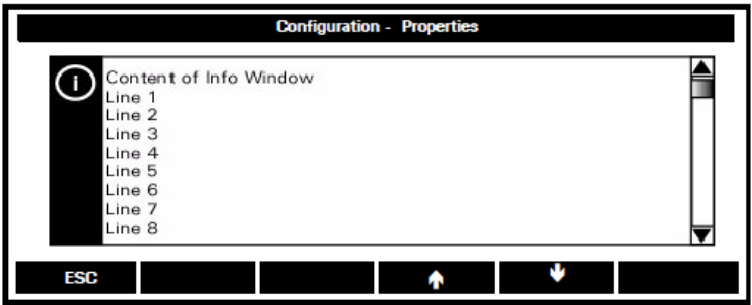 Configuration - Properties
i
Content of Info Window
Line 1
Line 2
Line 3
Line 4
Line 5
Line 6
Line 7
Line 8
ESC